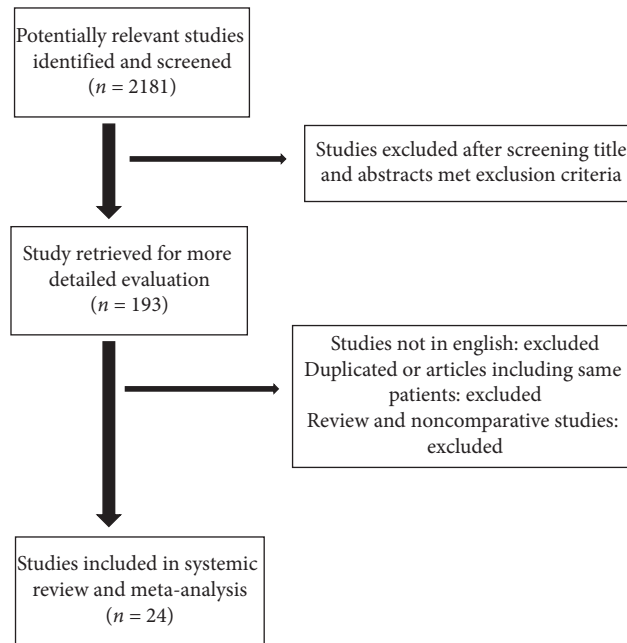 Potentially relevant studies
identified and screened
(n = 2181)
Studies excluded after screening title
and abstracts met exclusion criteria
Study retrieved for more
detailed evaluation
(n = 193)
Studies not in english: excluded
Duplicated or articles including same
patients: excluded
Review and noncomparative studies:
excluded
Studies included in systemic
review and meta-analysis
(n = 24)